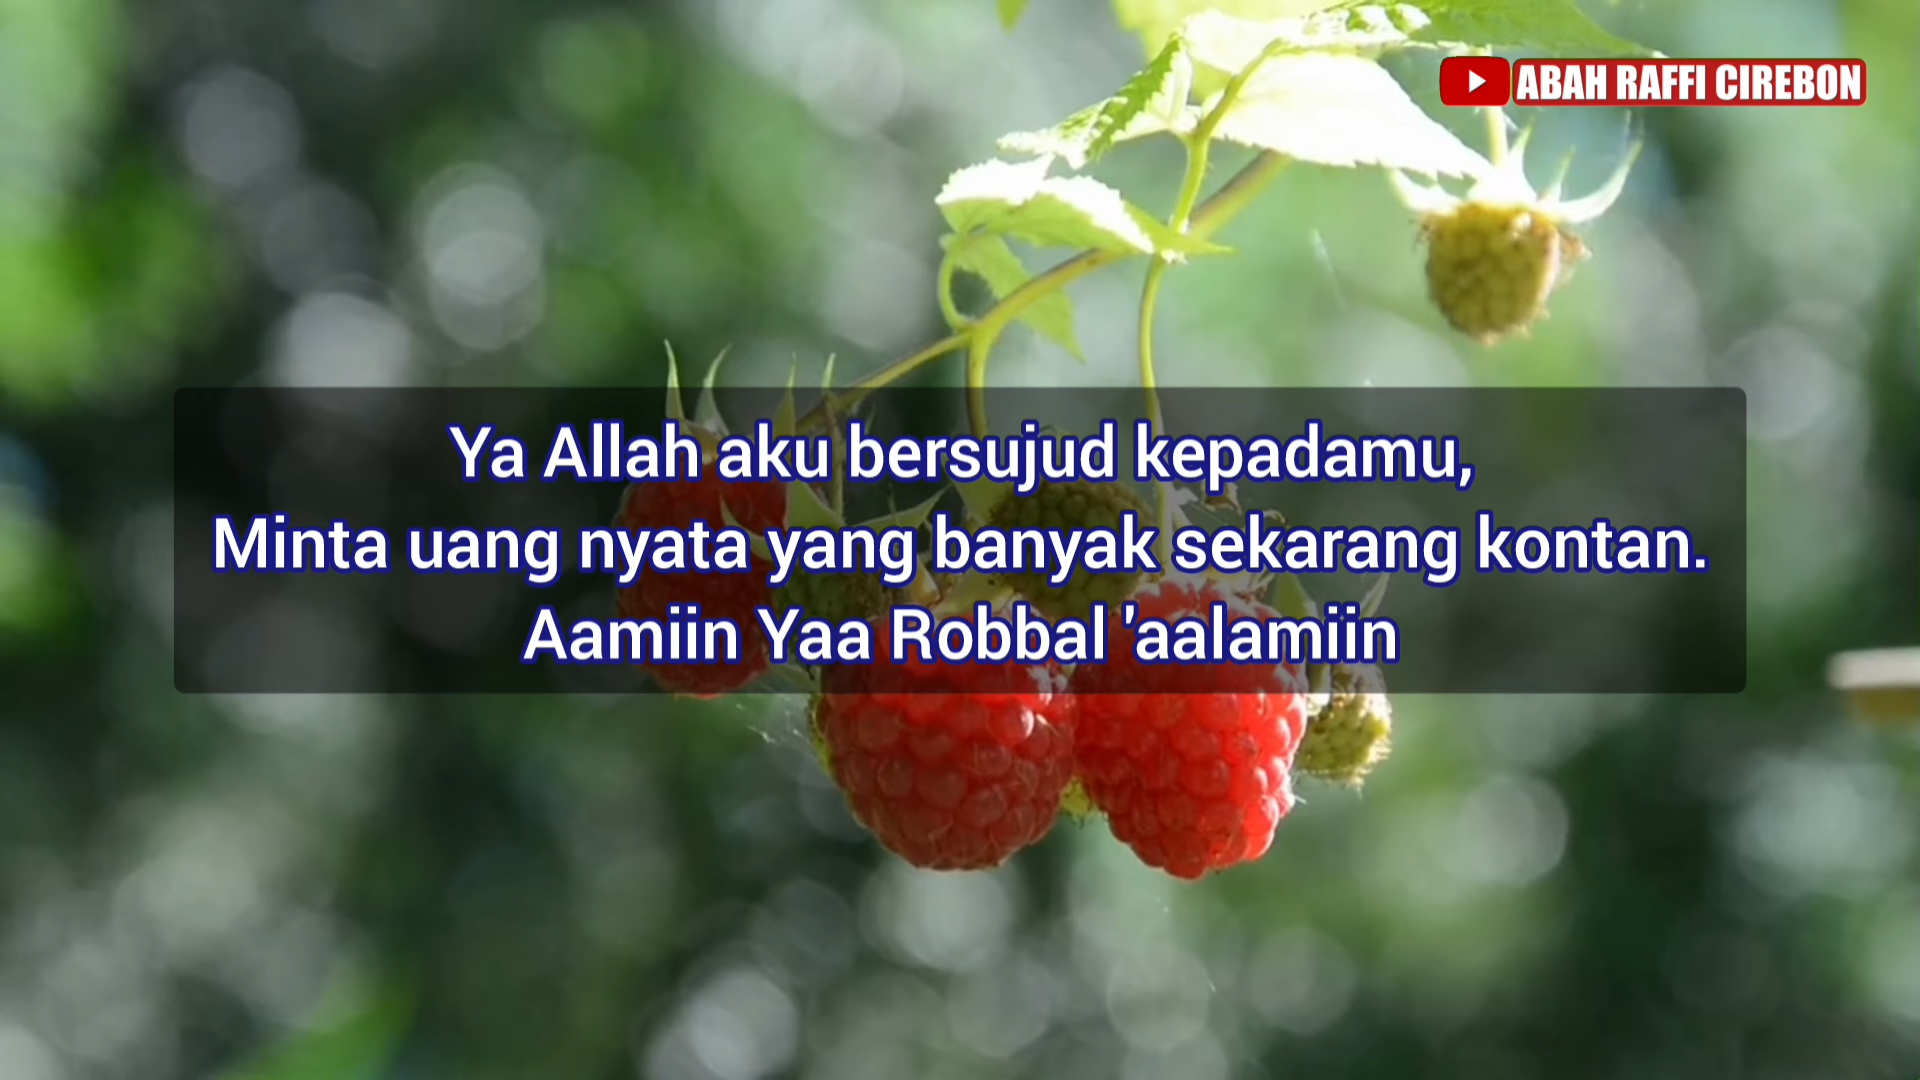 ABAH RAFFI CIREBON
Ya Allah aku bersujud kepadamu,
Minta uang nyata yang banyak sekarang kontan.
Aamiin Yaa Robbal 'aalamiin